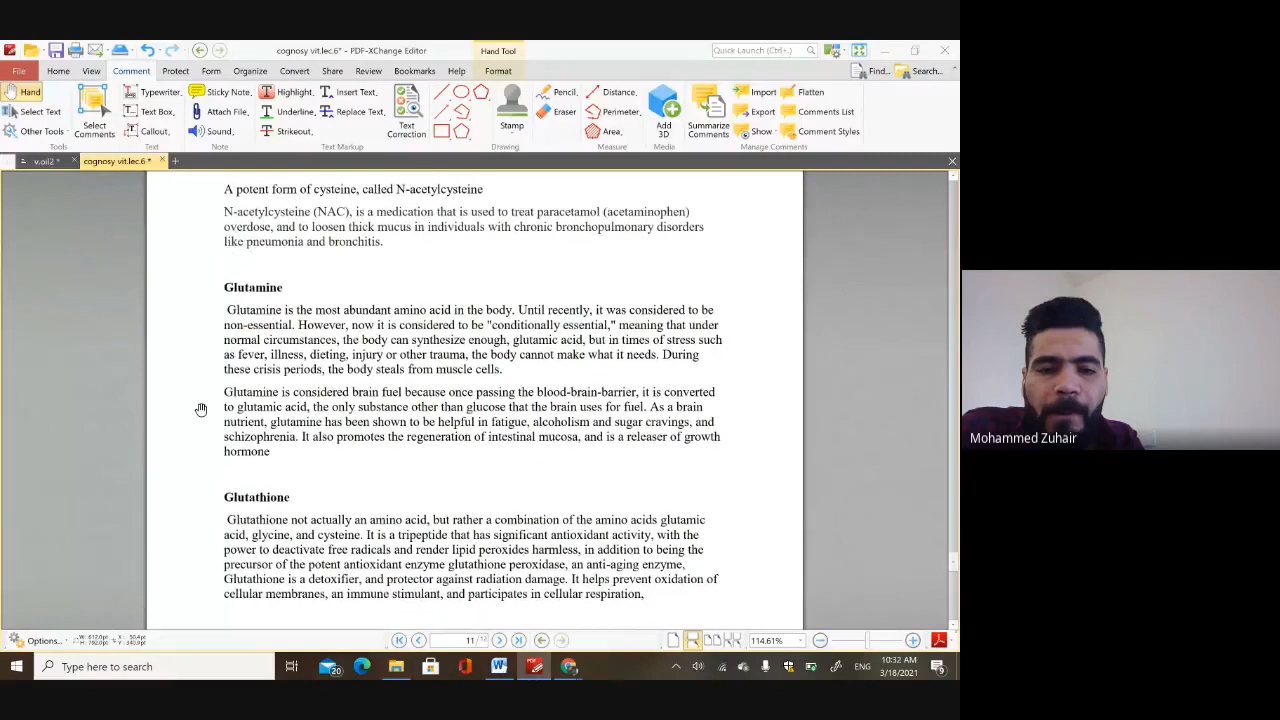 cognosy vit.lec.6* - PDF-XChange Editor
Hand Tool
Quick Launch (Ctrl+.)
File
Home
View
Comment
Protect
Form
Organize
Convert
Share
Review
Bookmarks
Help
Format
Find...
Search...
Hand
Select Text
Other Tools
Tools
Select
Comments
Typewriter
Text Box
Callout
Text
Sticky Note
Attach File
Sound
Note
Highlight
Underline
Strikeout
Insert Text
Replace Text
Text
Correction
Text Markup
Pencil
Eraser
Stamp
Drawing
Distance
Perimeter
Area
Measure
Add
3D
Media
Summarize
Comments
Import
Export
Show
Flatten
Comments List
Comment Styles
Manage Comments
v.oil2 *
cognosy vit.lec.6 *
A potent form of cysteine, called N-acetylcysteine
N-acetylcysteine (NAC), is a medication that is used to treat paracetamol (acetaminophen)
overdose, and to loosen thick mucus in individuals with chronic bronchopulmonary disorders
like pneumonia and bronchitis.
Glutamine
Glutamine is the most abundant amino acid in the body. Until recently, it was considered to be
non-essential. However, now it is considered to be "conditionally essential," meaning that under
normal circumstances, the body can synthesize enough, glutamic acid, but in times of stress such
as fever, illness, dieting, injury or other trauma, the body cannot make what it needs. During
these crisis periods, the body steals from muscle cells.
Glutamine is considered brain fuel because once passing the blood-brain-barrier, it is converted
to glutamic acid, the only substance other than glucose that the brain uses for fuel. As a brain
nutrient, glutamine has been shown to be helpful in fatigue, alcoholism and sugar cravings, and
schizophrenia. It also promotes the regeneration of intestinal mucosa, and is a releaser of growth
hormone
Glutathione
Glutathione not actually an amino acid, but rather a combination of the amino acids glutamic
acid, glycine, and cysteine. It is a tripeptide that has significant antioxidant activity, with the
power to deactivate free radicals and render lipid peroxides harmless, in addition to being the
precursor of the potent antioxidant enzyme glutathione peroxidase, an anti-aging enzyme,
Glutathione is a detoxifier, and protector against radiation damage. It helps prevent oxidation of
cellular membranes, an immune stimulant, and participates in cellular respiration,
Mohammed Zuhair
Options...
W: 612.0pt
H: 792.0pt
X: 50.4pt
Y: 340.9pt
11 / 12
114.61%
Type here to search
20
ENG
10:32 AM
3/18/2021
9